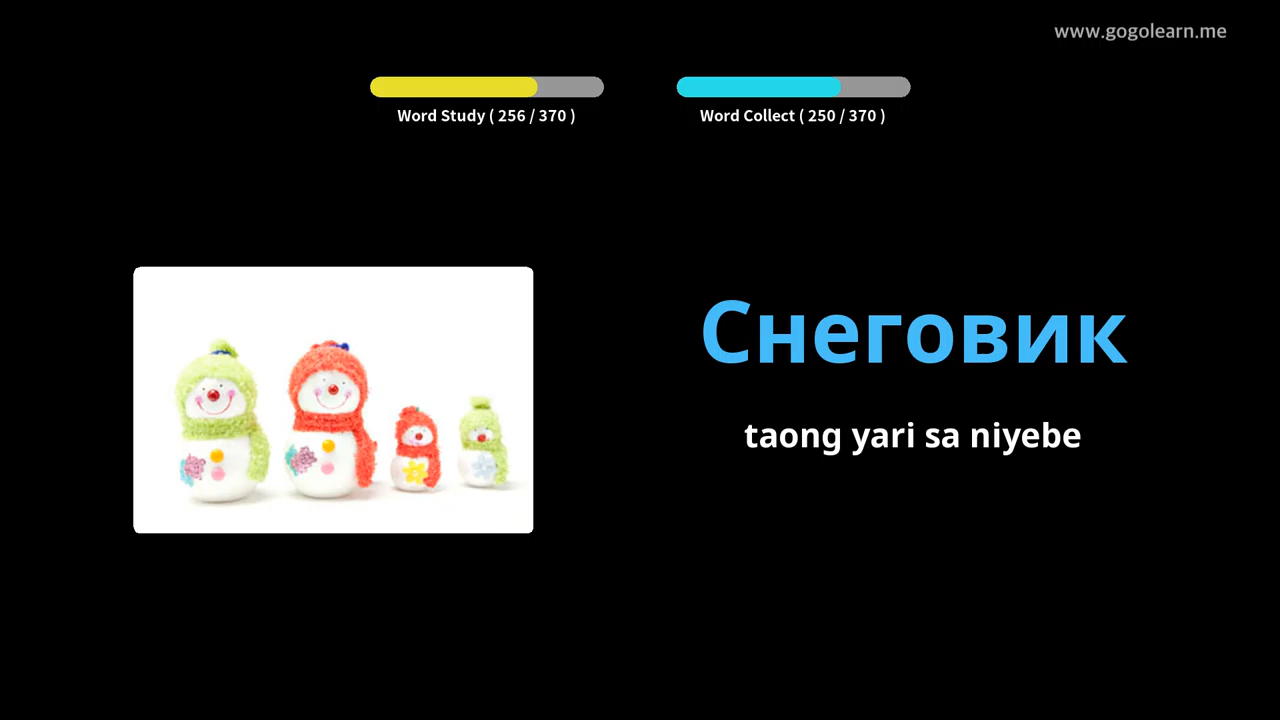 www.gogolearn.me
Word Study ( 256 / 370 )
Word Collect ( 250 / 370 )
Снеговик
taong yari sa niyebe